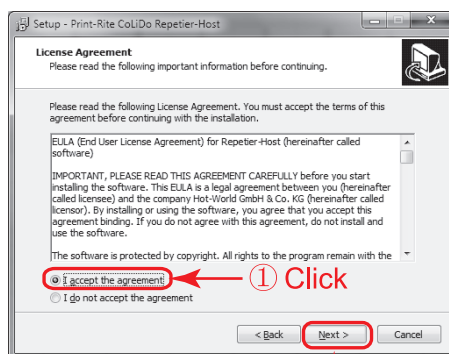 Setup - Print-Rite CoLiDo Repetier-Host
License Agreement
Please read the following important information before continuing.
Please read the following License Agreement. You must accept the terms of this
agreement before continuing with the installation.
EULA (End User License Agreement) for Repetier-Host (hereinafter called
software)
IMPORTANT, PLEASE READ THIS AGREEMENT CAREFULLY before you start
installing the software. This EULA is a legal agreement between you (hereinafter
called licensee) and the company Hot-World GmbH & Co. KG (hereinafter called
licensor). By installing or using the software, you agree that you accept this
agreement binding. If you do not agree with this agreement, do not install and
use the software.
The software is protected by copyright. All rights to the program remain with the
I accept the agreement ① Click
I do not accept the agreement
< Back Next > Cancel